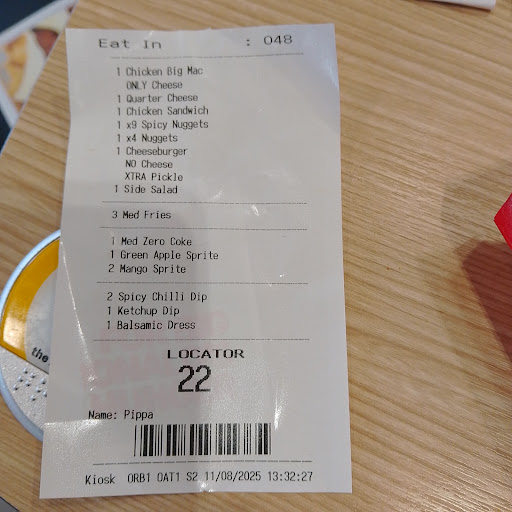 Eat In : 048
1 Chicken Big Mac
ONLY Cheese
1 Quarter Cheese
1 Chicken Sandwich
1 x9 Spicy Nuggets
1 x4 Nuggets
1 Cheeseburger
NO Cheese
XTRA Pickle
1 Side Salad
3 Med Fries
1 Med Zero Coke
1 Green Apple Sprite
2 Mango Sprite
2 Spicy Chilli Dip
1 Ketchup Dip
1 Balsamic Dress
LOCATOR
22
Name: Pippa
Kiosk ORB1 OAT1 S2 11/08/2025 13:32:27
the